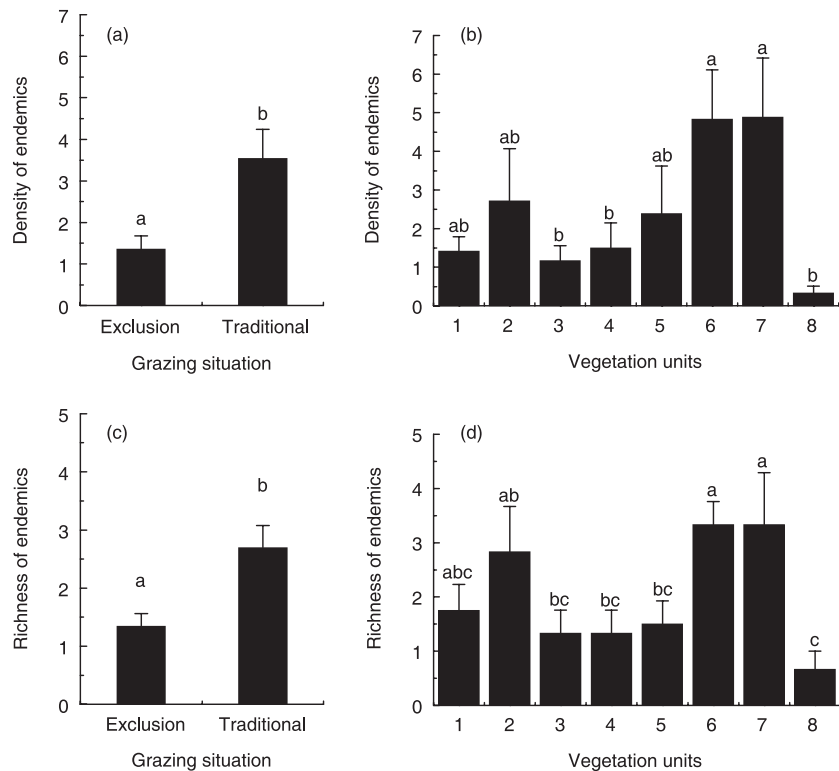 (a)
Density of endemics
7
6
5
4
3
2
1
0
a
b
Exclusion Traditional
Grazing situation
(b)
Density of endemics
7
6
5
4
3
2
1
0
ab ab b b ab a a b
1 2 3 4 5 6 7 8
Vegetation units
(c)
Richness of endemics
5
4
3
2
1
0
a
b
Exclusion Traditional
Grazing situation
(d)
Richness of endemics
5
4
3
2
1
0
abc ab bc bc bc a a c
1 2 3 4 5 6 7 8
Vegetation units